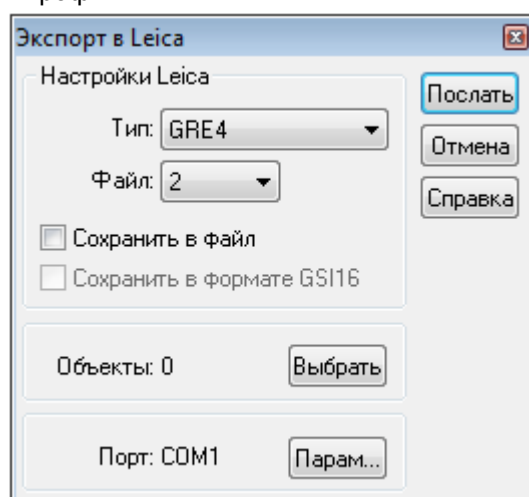 Экспорт в Leica
Настройки Leica
Послать
Тип: GRE4
Отмена
Файл: 2
Справка
Сохранить в файл
Сохранить в формате GSI16
Объекты: 0 Выбрать
Порт: COM1 Парам...